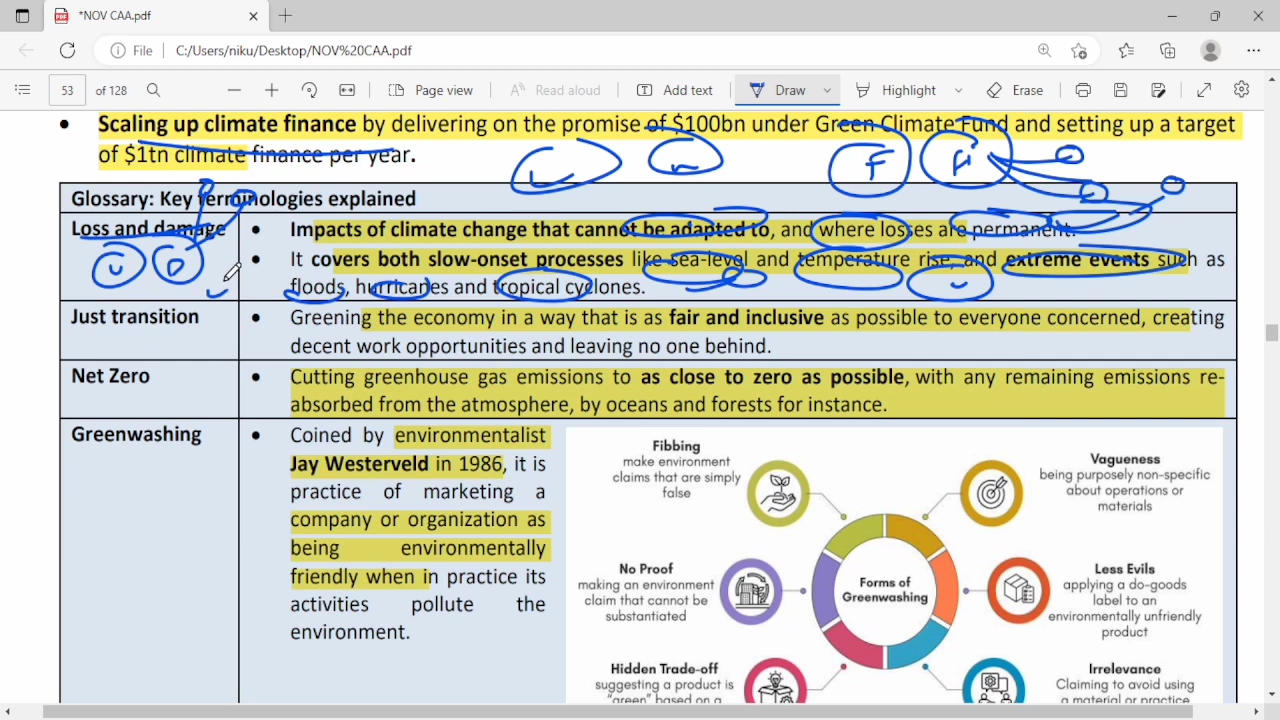 *NOV CAA.pdf
File
C:/Users/niku/Desktop/NOV%20CAA.pdf
53
of 128
Page view
Read aloud
Add text
Draw
Highlight
Erase
• Scaling up climate finance by delivering on the promise of $100bn under Green Climate Fund and setting up a target
of $1tn climate finance per year.
Glossary: Key terminologies explained
Loss and damage
• Impacts of climate change that cannot be adapted to, and where losses are permanent.
• It covers both slow-onset processes like sea-level and temperature rise, and extreme events such as
floods, hurricanes and tropical cyclones.
Just transition
• Greening the economy in a way that is as fair and inclusive as possible to everyone concerned, creating
decent work opportunities and leaving no one behind.
Net Zero
• Cutting greenhouse gas emissions to as close to zero as possible, with any remaining emissions re-
absorbed from the atmosphere, by oceans and forests for instance.
Greenwashing
• Coined by environmentalist
Jay Westerveld in 1986, it is
practice of marketing a
company or organization as
being environmentally
friendly when in practice its
activities pollute the
environment.
Fibbing
make environment
claims that are simply
false
Vagueness
being purposely non-specific
about operations or
materials
No Proof
making an environment
claim that cannot be
substantiated
Forms of
Greenwashing
Less Evils
applying a do-goods
label to an
environmentally unfriendly
product
Hidden Trade-off
suggesting a product is
"green" based on a
Irrelevance
Claiming to avoid using
a material or practice